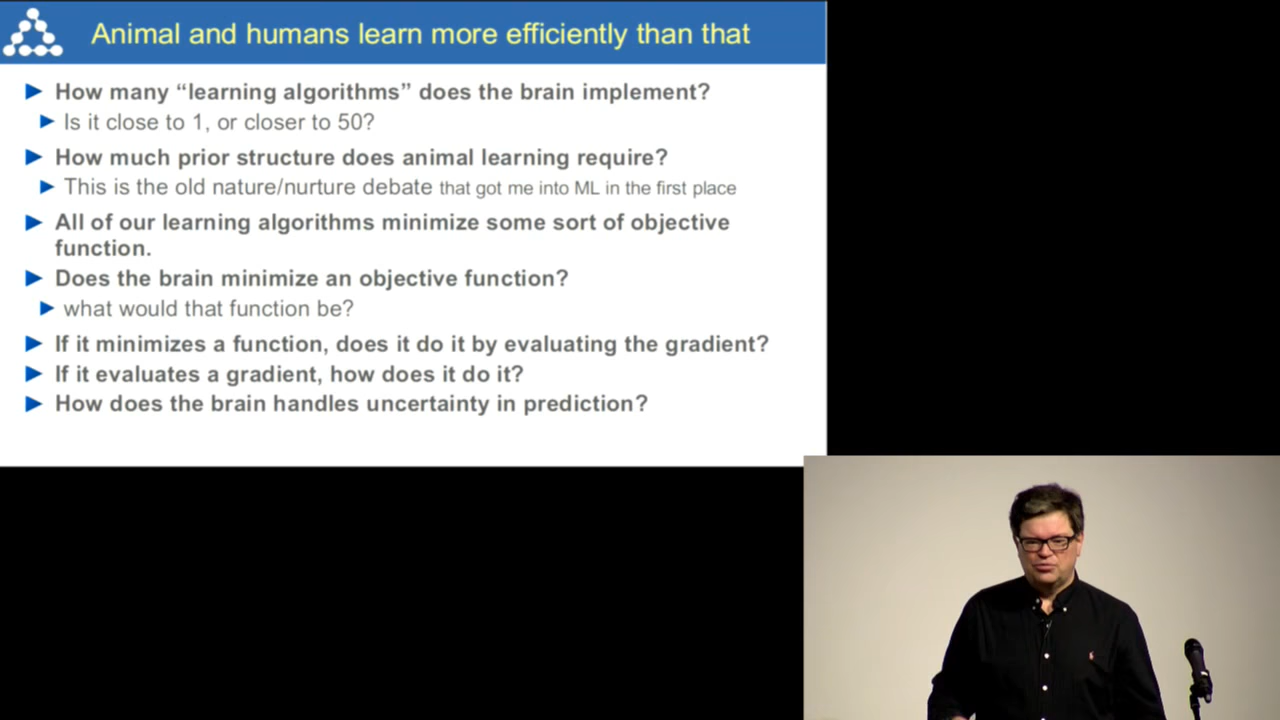 Animal and humans learn more efficiently than that
How many “learning algorithms” does the brain implement?
Is it close to 1, or closer to 50?
How much prior structure does animal learning require?
This is the old nature/nurture debate that got me into ML in the first place
All of our learning algorithms minimize some sort of objective
function.
Does the brain minimize an objective function?
what would that function be?
If it minimizes a function, does it do it by evaluating the gradient?
If it evaluates a gradient, how does it do it?
How does the brain handles uncertainty in prediction?